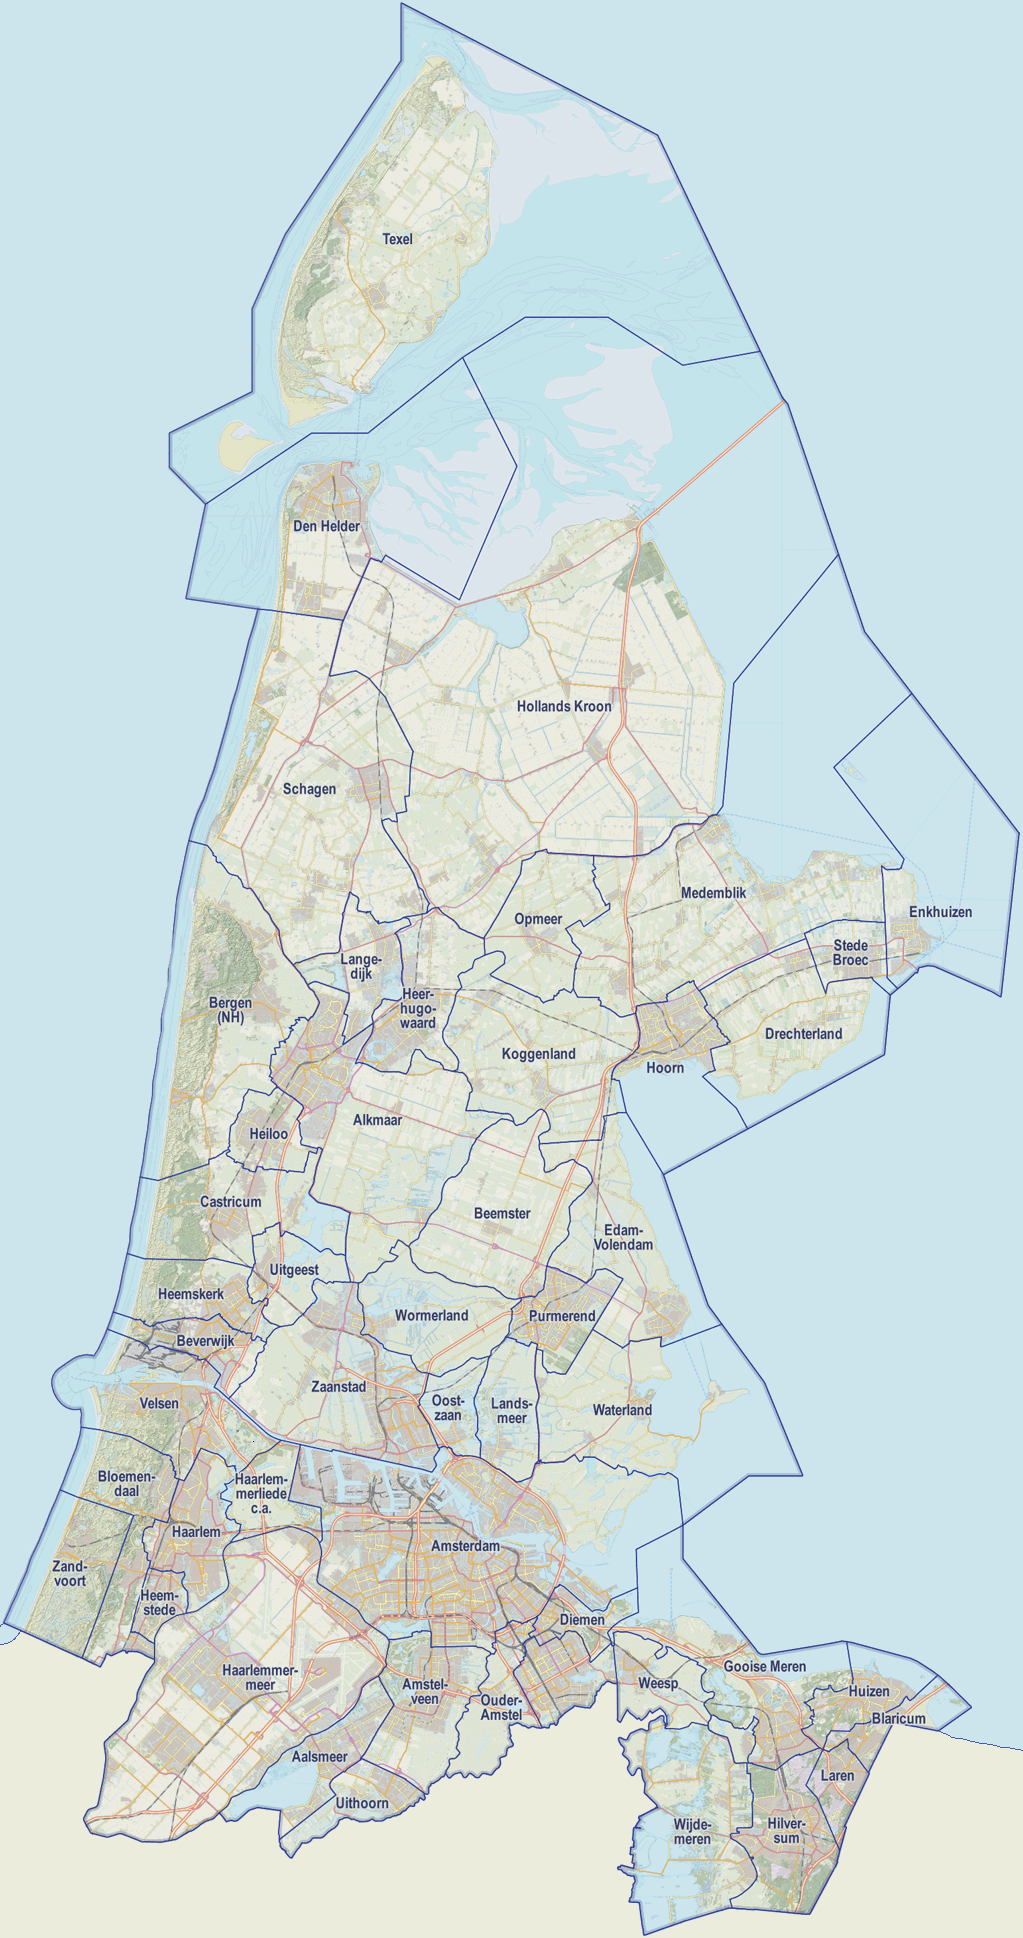 Texel
Den Helder
Hollands Kroon
Schagen
Medemblik
Opmeer
Enkhuizen
Stede
Broec
Lange-
dijk
Heer-
hugo-
waard
Bergen
(NH)
Drechterland
Koggenland
Hoorn
Alkmaar
Heiloo
Castricum
Beemster
Edam-
Volendam
Uitgeest
Heemskerk
Wormerland
Purmerend
Beverwijk
Zaanstad
Velsen
Oost-
zaan
Lands-
meer
Waterland
Bloemen-
daal
Haarlem-
merliede
c.a.
Haarlem
Amsterdam
Zand-
voort
Heem-
stede
Diemen
Haarlemmer-
meer
Amstel-
veen
Ouder-
Amstel
Weesp
Gooise Meren
Huizen
Blaricum
Aalsmeer
Laren
Uithoorn
Wijde-
meren
Hilver-
sum